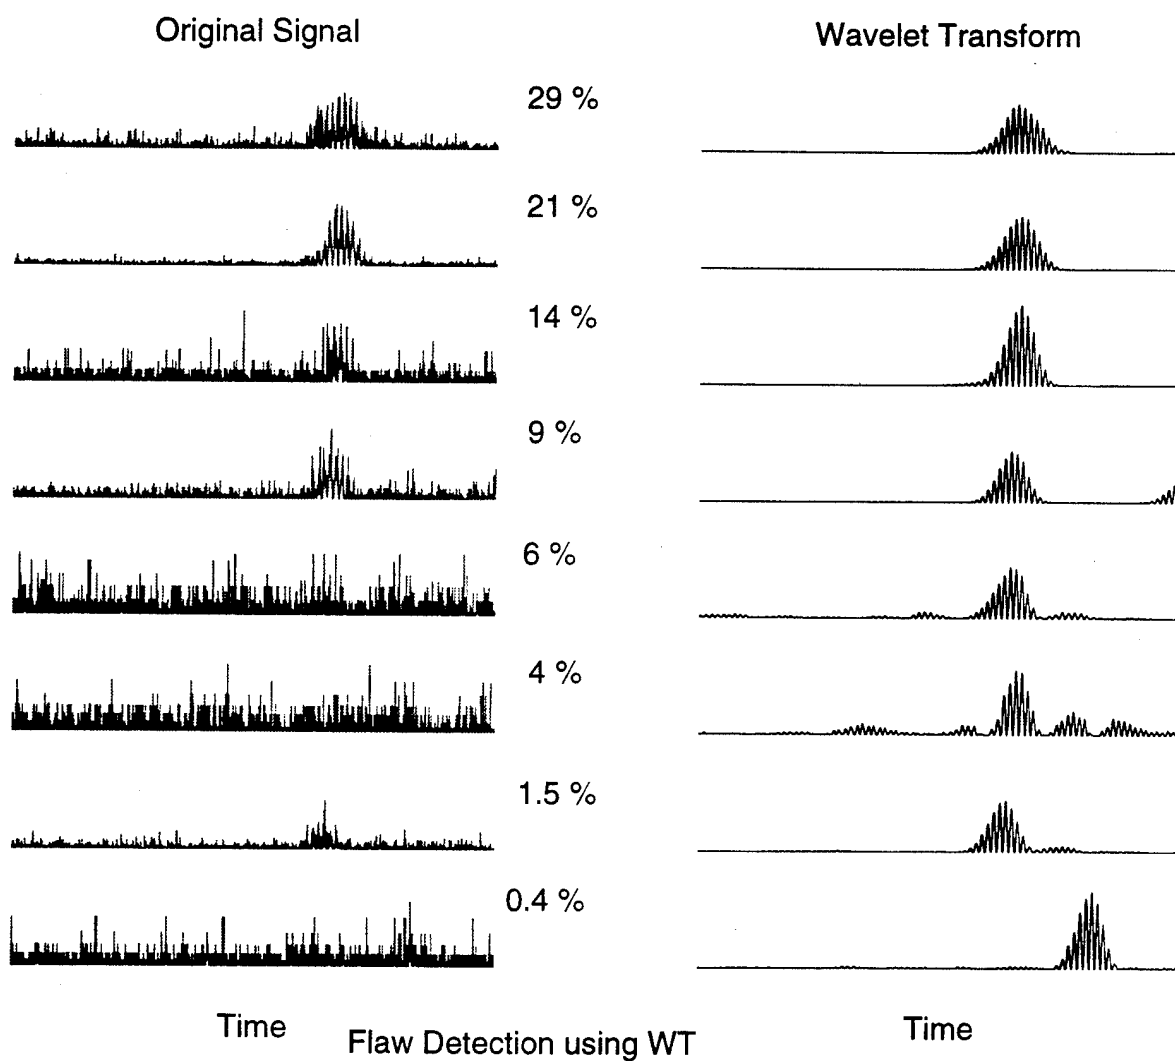 Original Signal
Wavelet Transform
29 %
21 %
14 %
9 %
6 %
4 %
1.5 %
0.4 %
Time
Time
Flaw Detection using WT